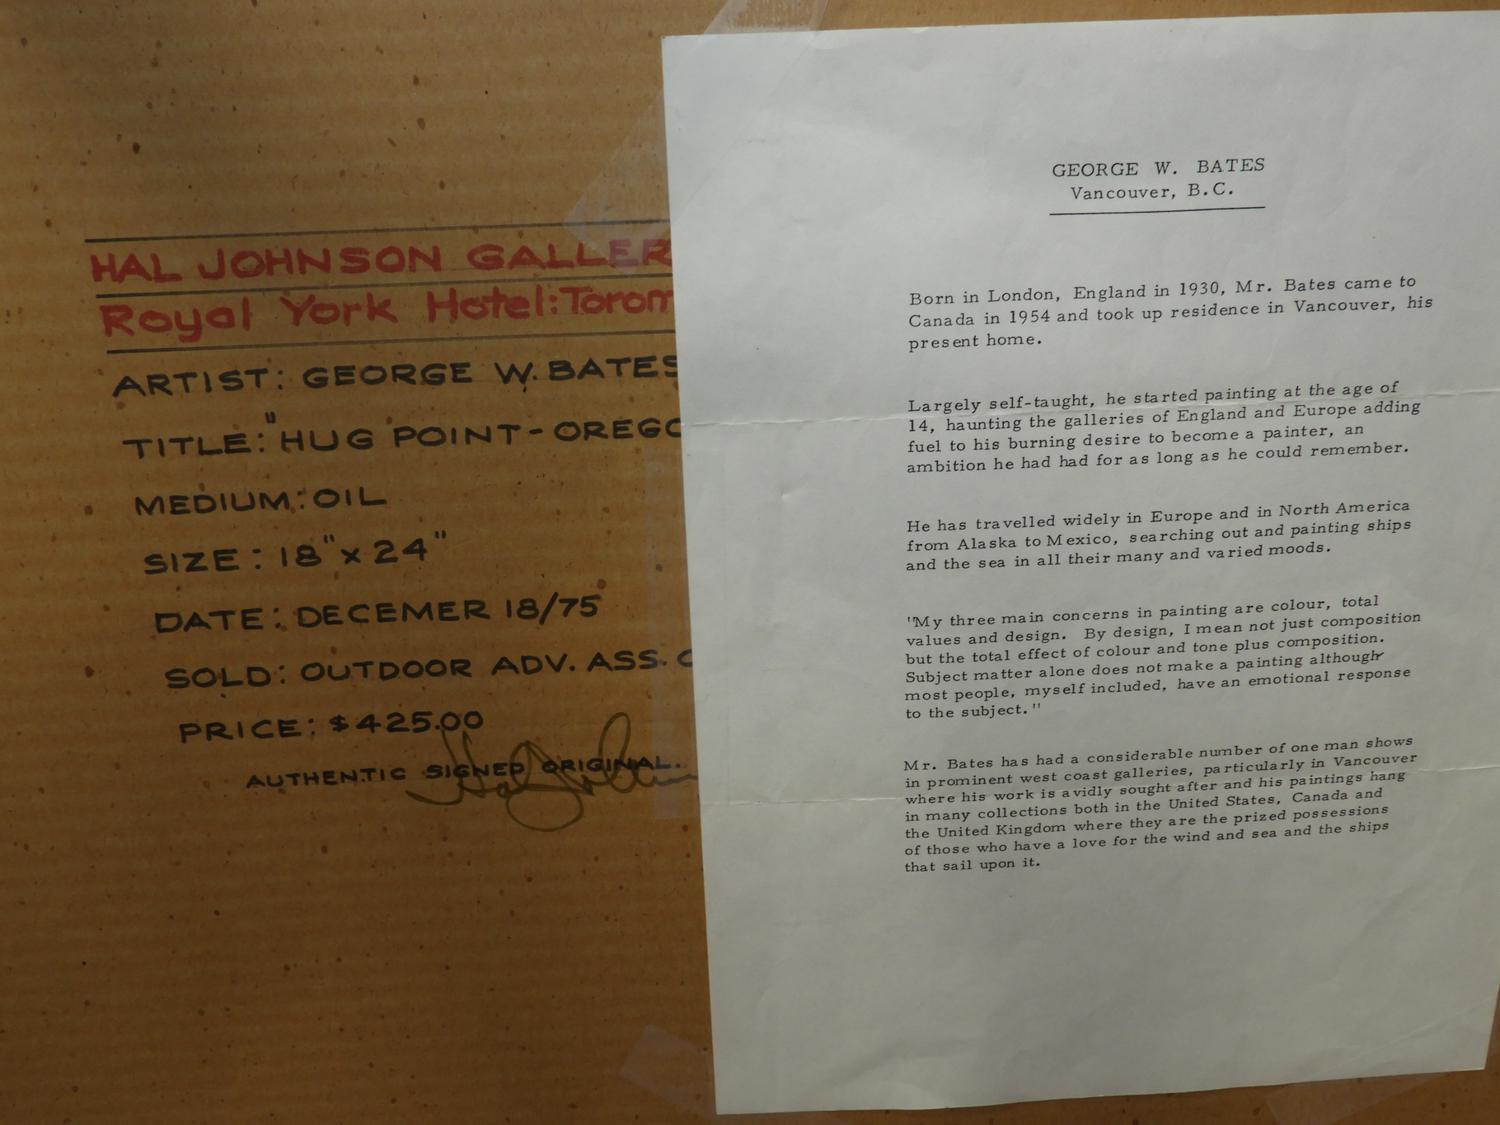 HAL JOHNSON GALLER
Royal York Hotel: Toron
ARTIST: GEORGE W. BATES
TITLE: "HUG POINT - OREGO
MEDIUM: OIL
SIZE: 18" x 24"
DATE: DECEMER 18/75
SOLD: OUTDOOR ADV. ASS. C
PRICE: $425.00
AUTHENTIC SIGNED ORIGINAL.
GEORGE W. BATES
Vancouver, B.C.
Born in London, England in 1930, Mr. Bates came to
Canada in 1954 and took up residence in Vancouver, his
present home.
Largely self-taught, he started painting at the age of
14, haunting the galleries of England and Europe adding
fuel to his burning desire to become a painter, an
ambition he had had for as long as he could remember.
He has travelled widely in Europe and in North America
from Alaska to Mexico, searching out and painting ships
and the sea in all their many and varied moods.
"My three main concerns in painting are colour, total
values and design. By design, I mean not just composition
but the total effect of colour and tone plus composition.
Subject matter alone does not make a painting although
most people, myself included, have an emotional response
to the subject."
Mr. Bates has had a considerable number of one man shows
in prominent west coast galleries, particularly in Vancouver
where his work is avidly sought after and his paintings hang
in many collections both in the United States, Canada and
the United Kingdom where they are the prized possessions
of those who have a love for the wind and sea and the ships
that sail upon it.